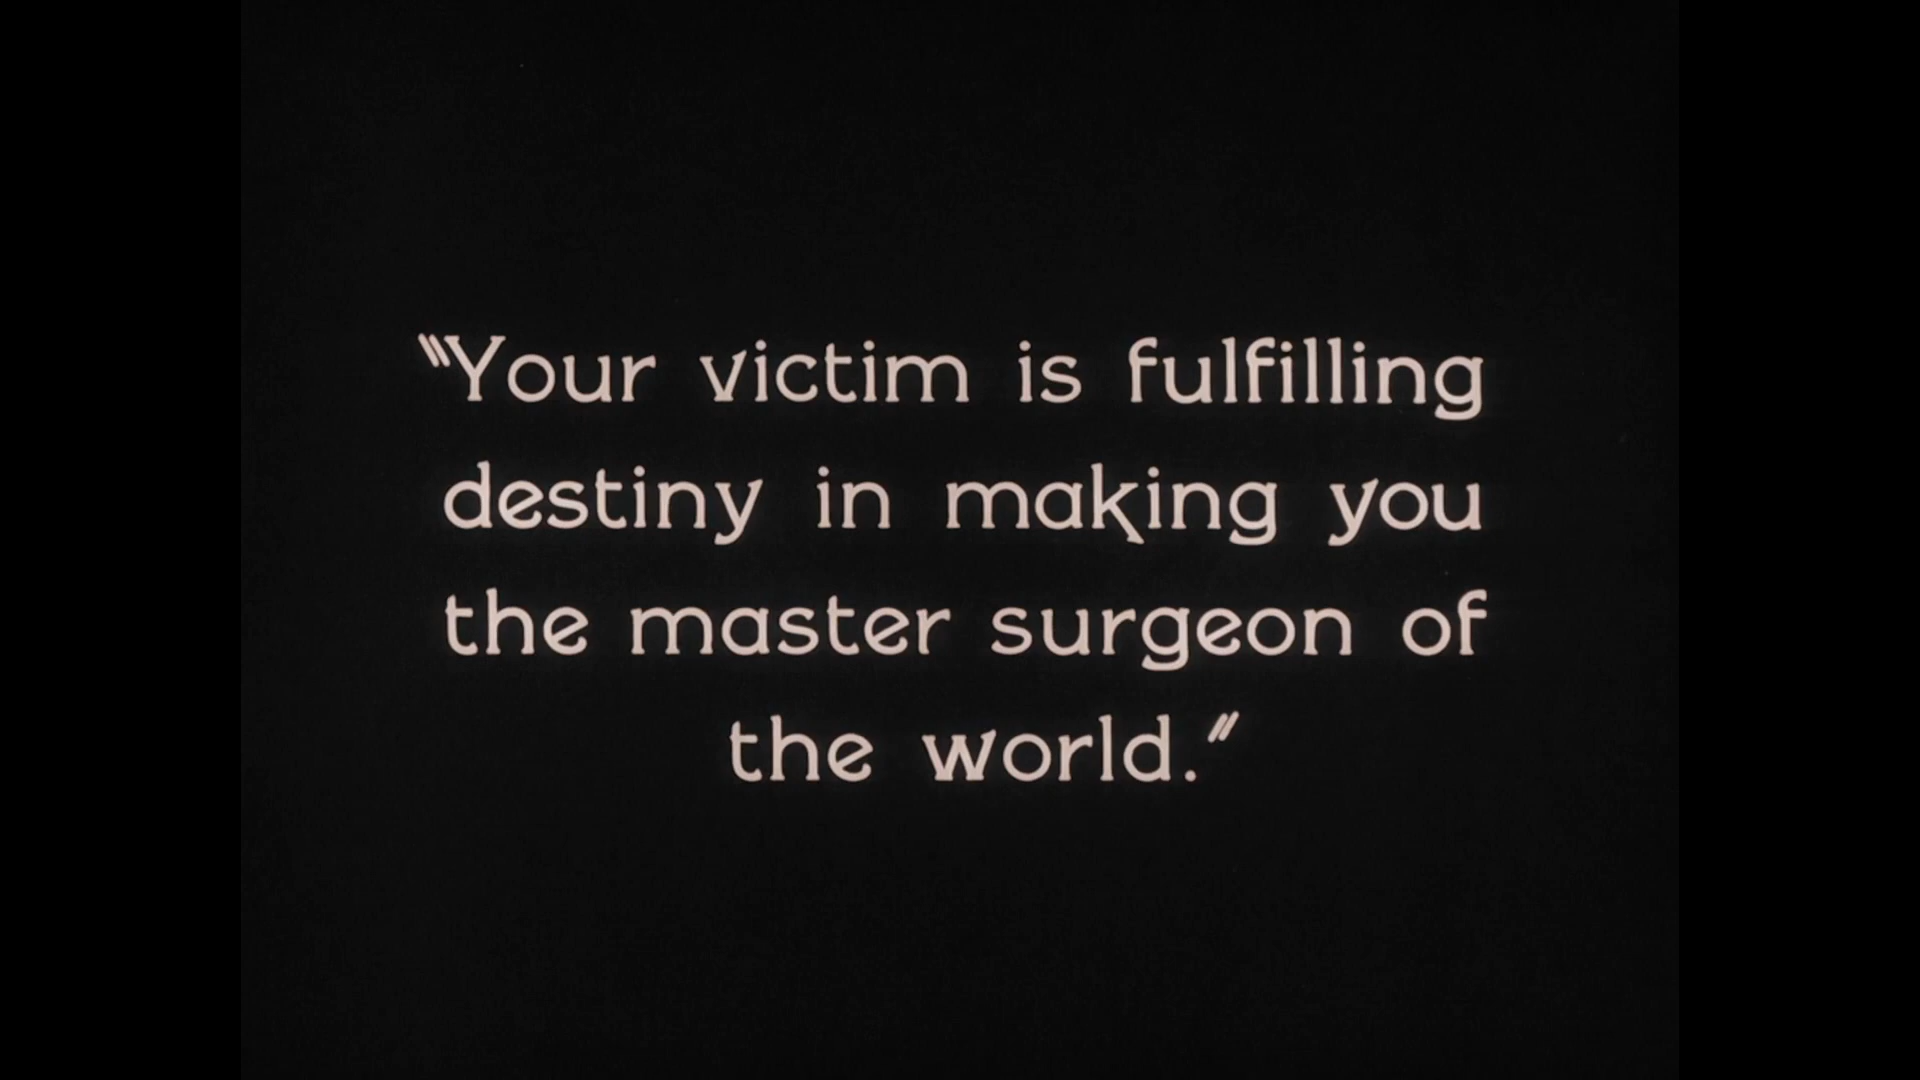 "Your victim is fulfilling
destiny in making you
the master surgeon of
the world."